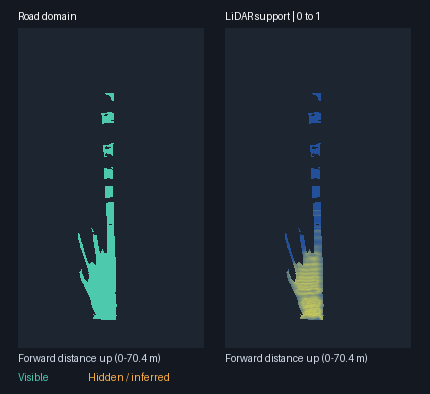 Road domain
LiDAR support | 0 to 1
Forward distance up (0-70.4 m)
Forward distance up (0-70.4 m)
Visible
Hidden / inferred